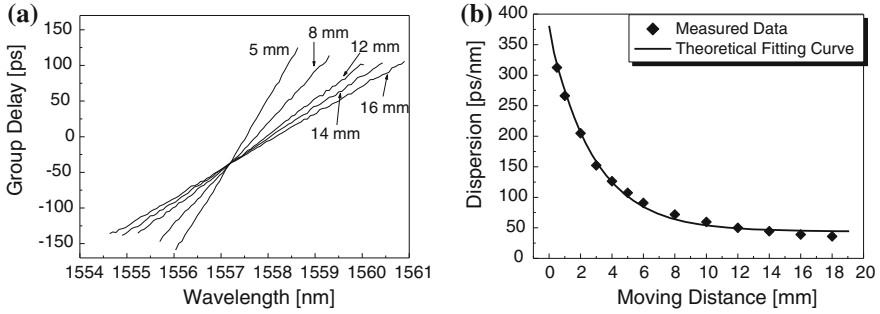 (a)
Group Delay [ps]
100
50
0
-50
-100
-150
5 mm
8 mm
12 mm
14 mm
16 mm
1554 1555 1556 1557 1558 1559 1560 1561
Wavelength [nm]
(b)
Dispersion [ps/nm]
400
350
300
250
200
150
100
50
0
Measured Data
Theoretical Fitting Curve
0 2 4 6 8 10 12 14 16 18 20
Moving Distance [mm]